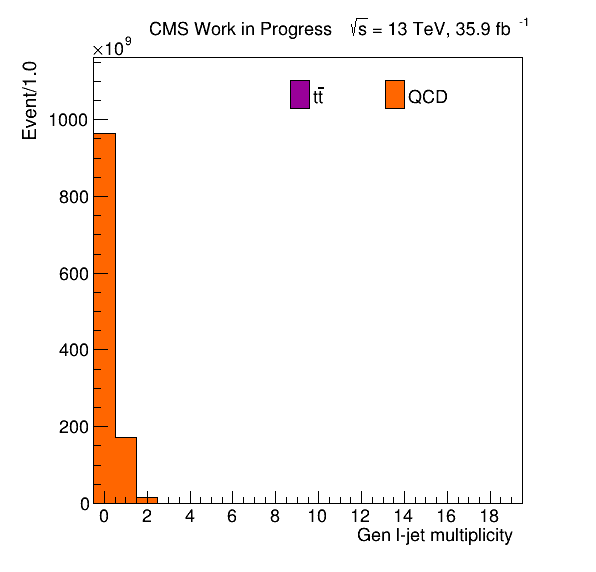 CMS Work in Progress √s = 13 TeV, 35.9 fb⁻¹
×10⁹
Event/1.0
tt̄
QCD
1000
800
600
400
200
0
0 2 4 6 8 10 12 14 16 18
Gen l-jet multiplicity